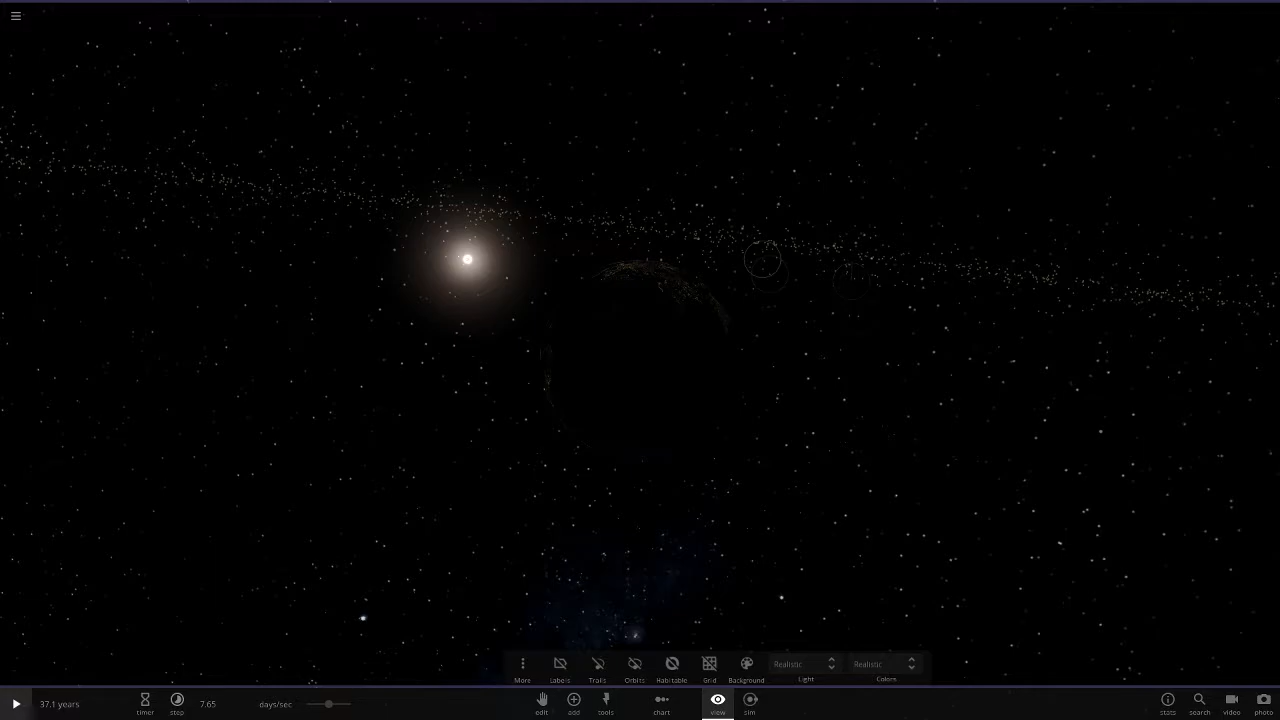 Realistic
Realistic
More
Labels
Trails
Orbits
Habitable
Grid
Background
Light
Colors
37.1 years
timer
step
7.65
days/sec
edit
add
tools
chart
view
sim
stats
search
video
photo